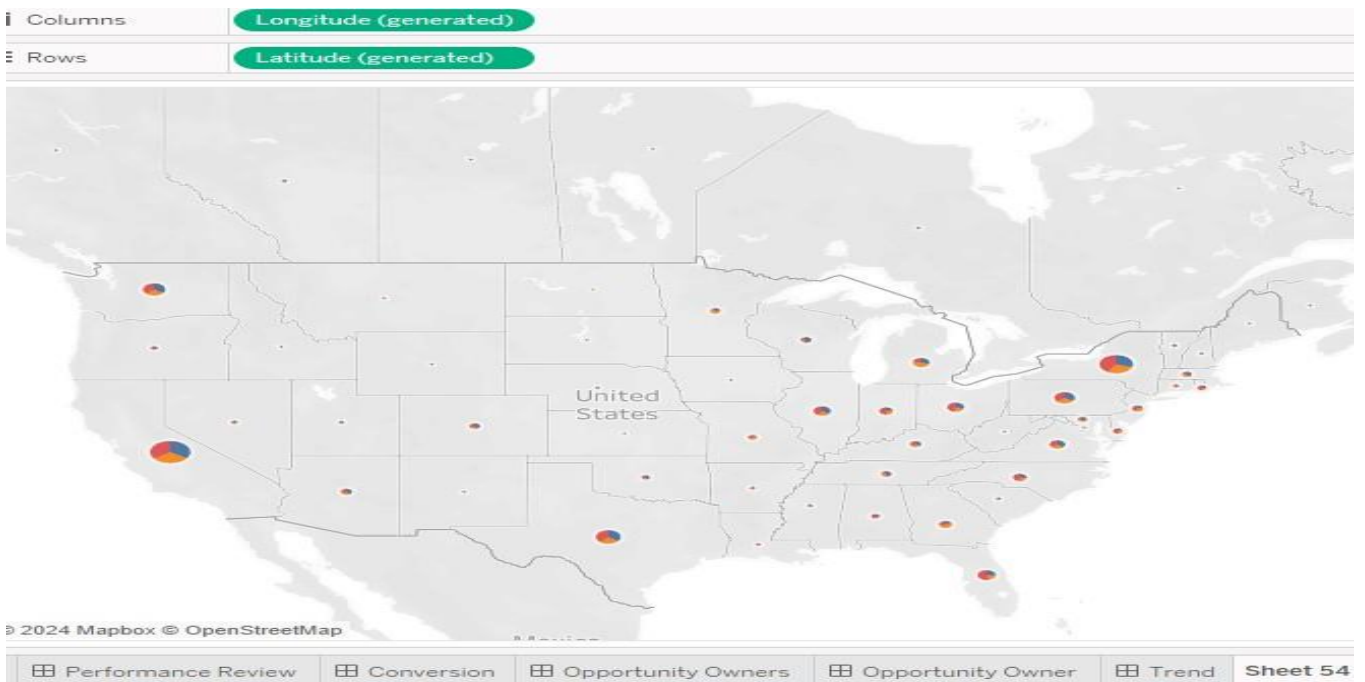 Columns Longitude (generated)
Rows Latitude (generated)
United
States
2024 Mapbox © OpenStreetMap
Performance Review Conversion Opportunity Owners Opportunity Owner Trend Sheet 54